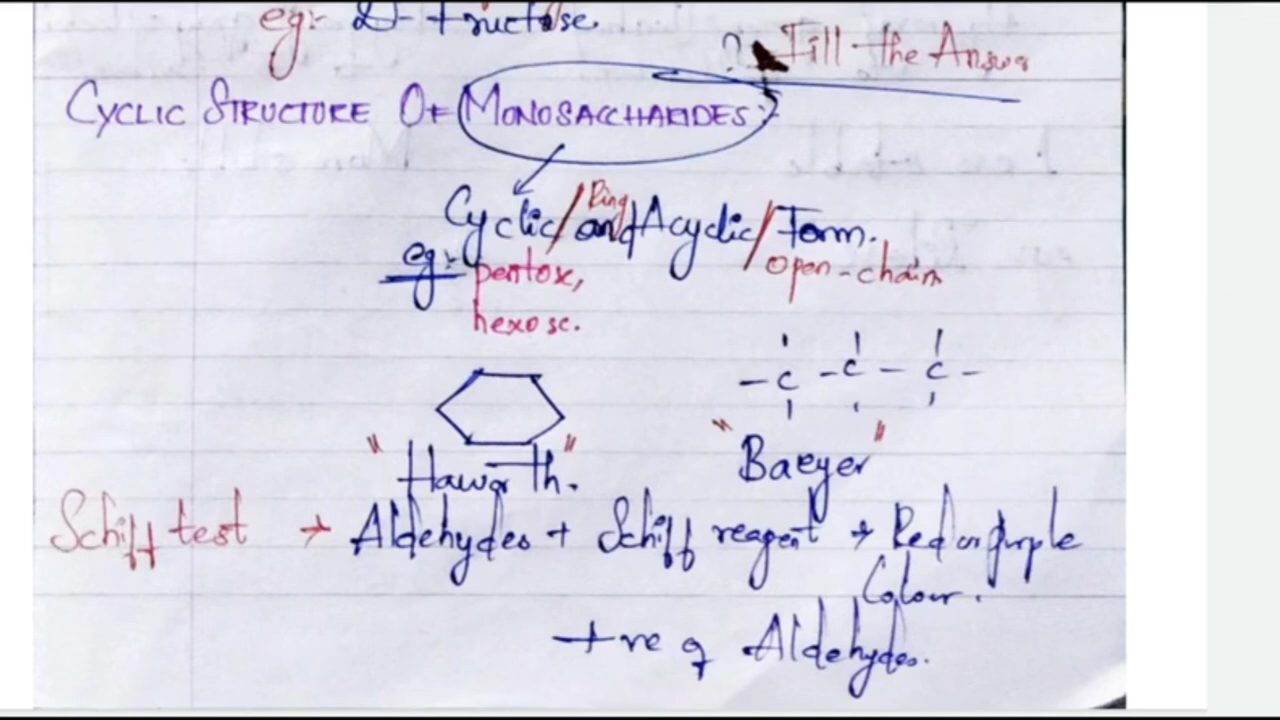 eg:- D-fructose.
Fill the Answer
CYCLIC STRUCTURE OF MONOSACCHARIDES:-
Cyclic/Ring and Acyclic/Form.
open-chain
eg:- pentox,
hexose.
- C - C - C -
"Haworth."
"Baeyer"
Schiff test → Aldehydes + Schiff reagent → Red or purple
Colour.
+ve of Aldehydes.